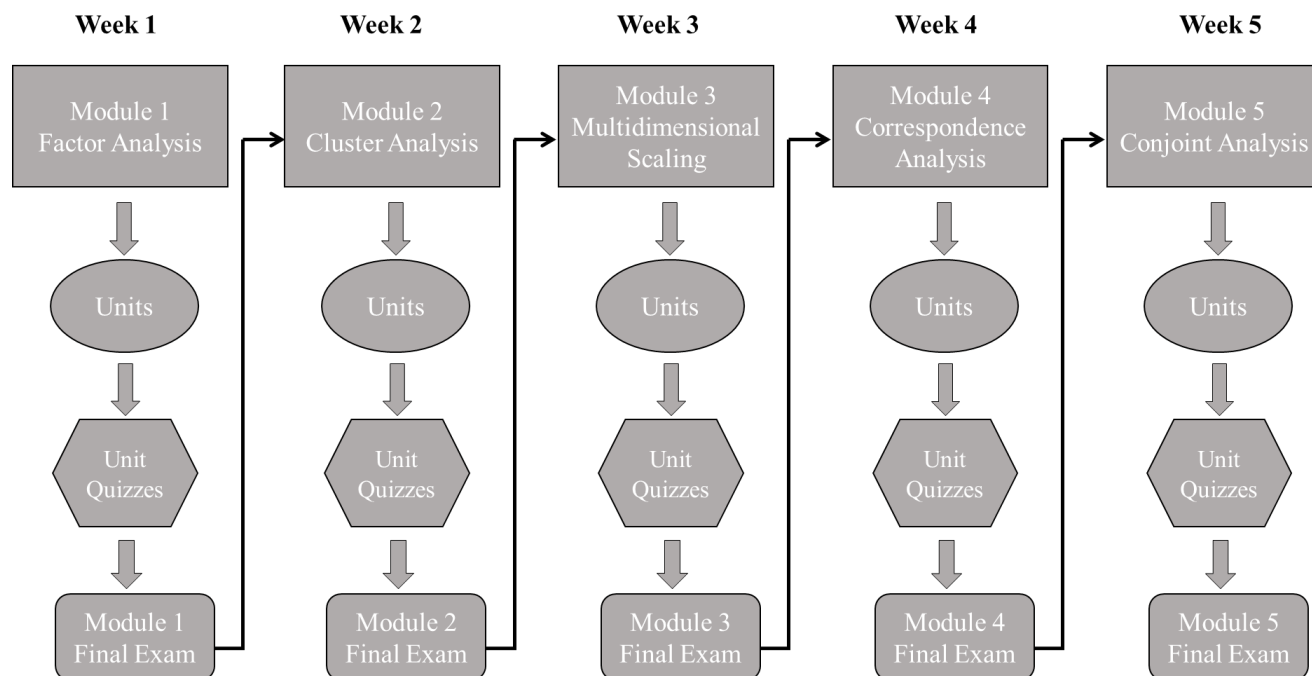 Week 1
Week 2
Week 3
Week 4
Week 5
Module 1
Factor Analysis
Module 2
Cluster Analysis
Module 3
Multidimensional
Scaling
Module 4
Correspondence
Analysis
Module 5
Conjoint Analysis
Units
Units
Units
Units
Units
Unit
Quizzes
Unit
Quizzes
Unit
Quizzes
Unit
Quizzes
Unit
Quizzes
Module 1
Final Exam
Module 2
Final Exam
Module 3
Final Exam
Module 4
Final Exam
Module 5
Final Exam